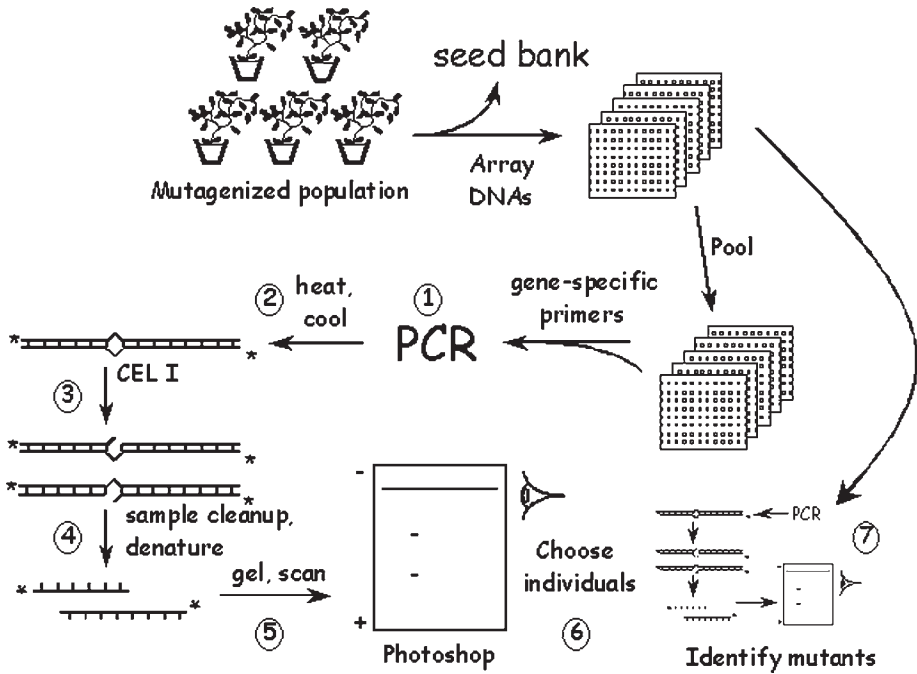 seed bank
Mutagenized population
Array
DNAs
Pool
gene-specific
primers
1
PCR
2
heat,
cool
*
*
CEL I
3
*
*
*
*
4
sample cleanup,
denature
*
*
gel, scan
5
-
+
Photoshop
Choose
individuals
6
PCR
7
-
Identify mutants